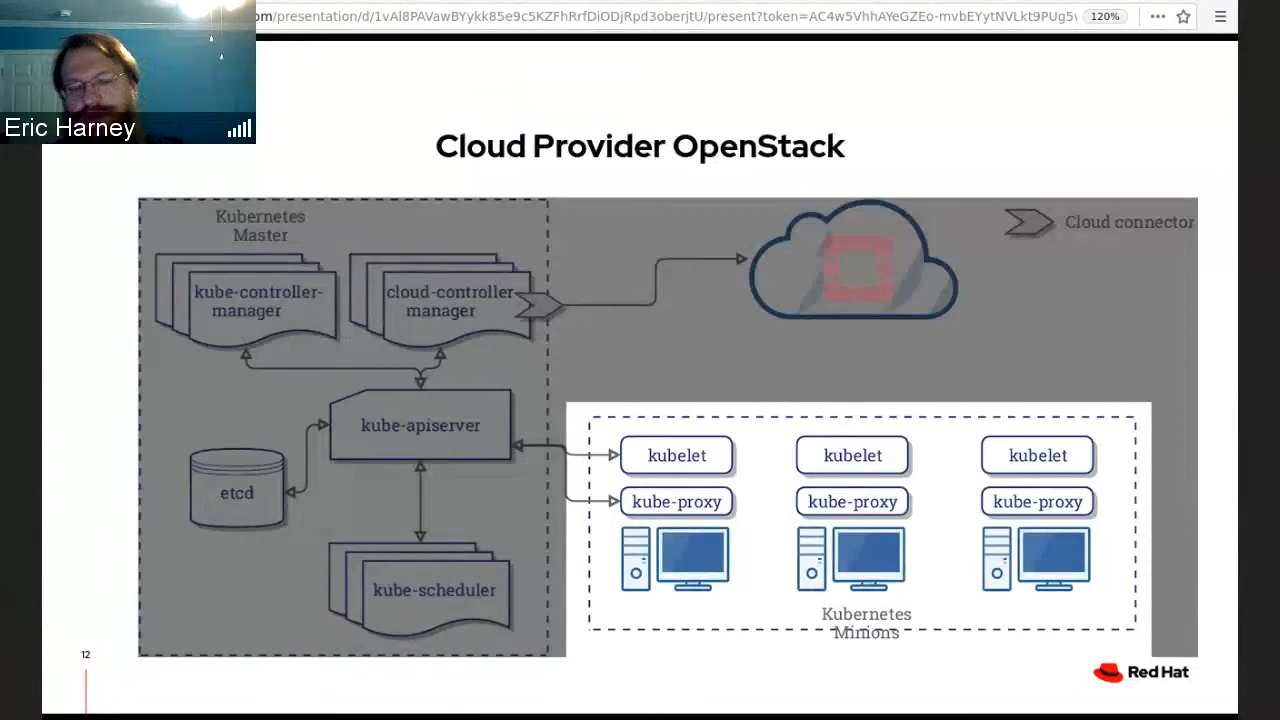 om/presentation/d/1vAl8PAVawBYykk85e9c5KZFhRrfDiODjRpd3oberjtU/present?token=AC4w5VhhAYeGZEo-mvbEYytNVLkt9PUg5v
120%
Eric Harney
Cloud Provider OpenStack
Kubernetes
Master
Cloud connector
kube-controller-
manager
cloud-controller
manager
kube-apiserver
etcd
kube-scheduler
kubelet
kubelet
kubelet
kube-proxy
kube-proxy
kube-proxy
Kubernetes
Minions
12
Red Hat